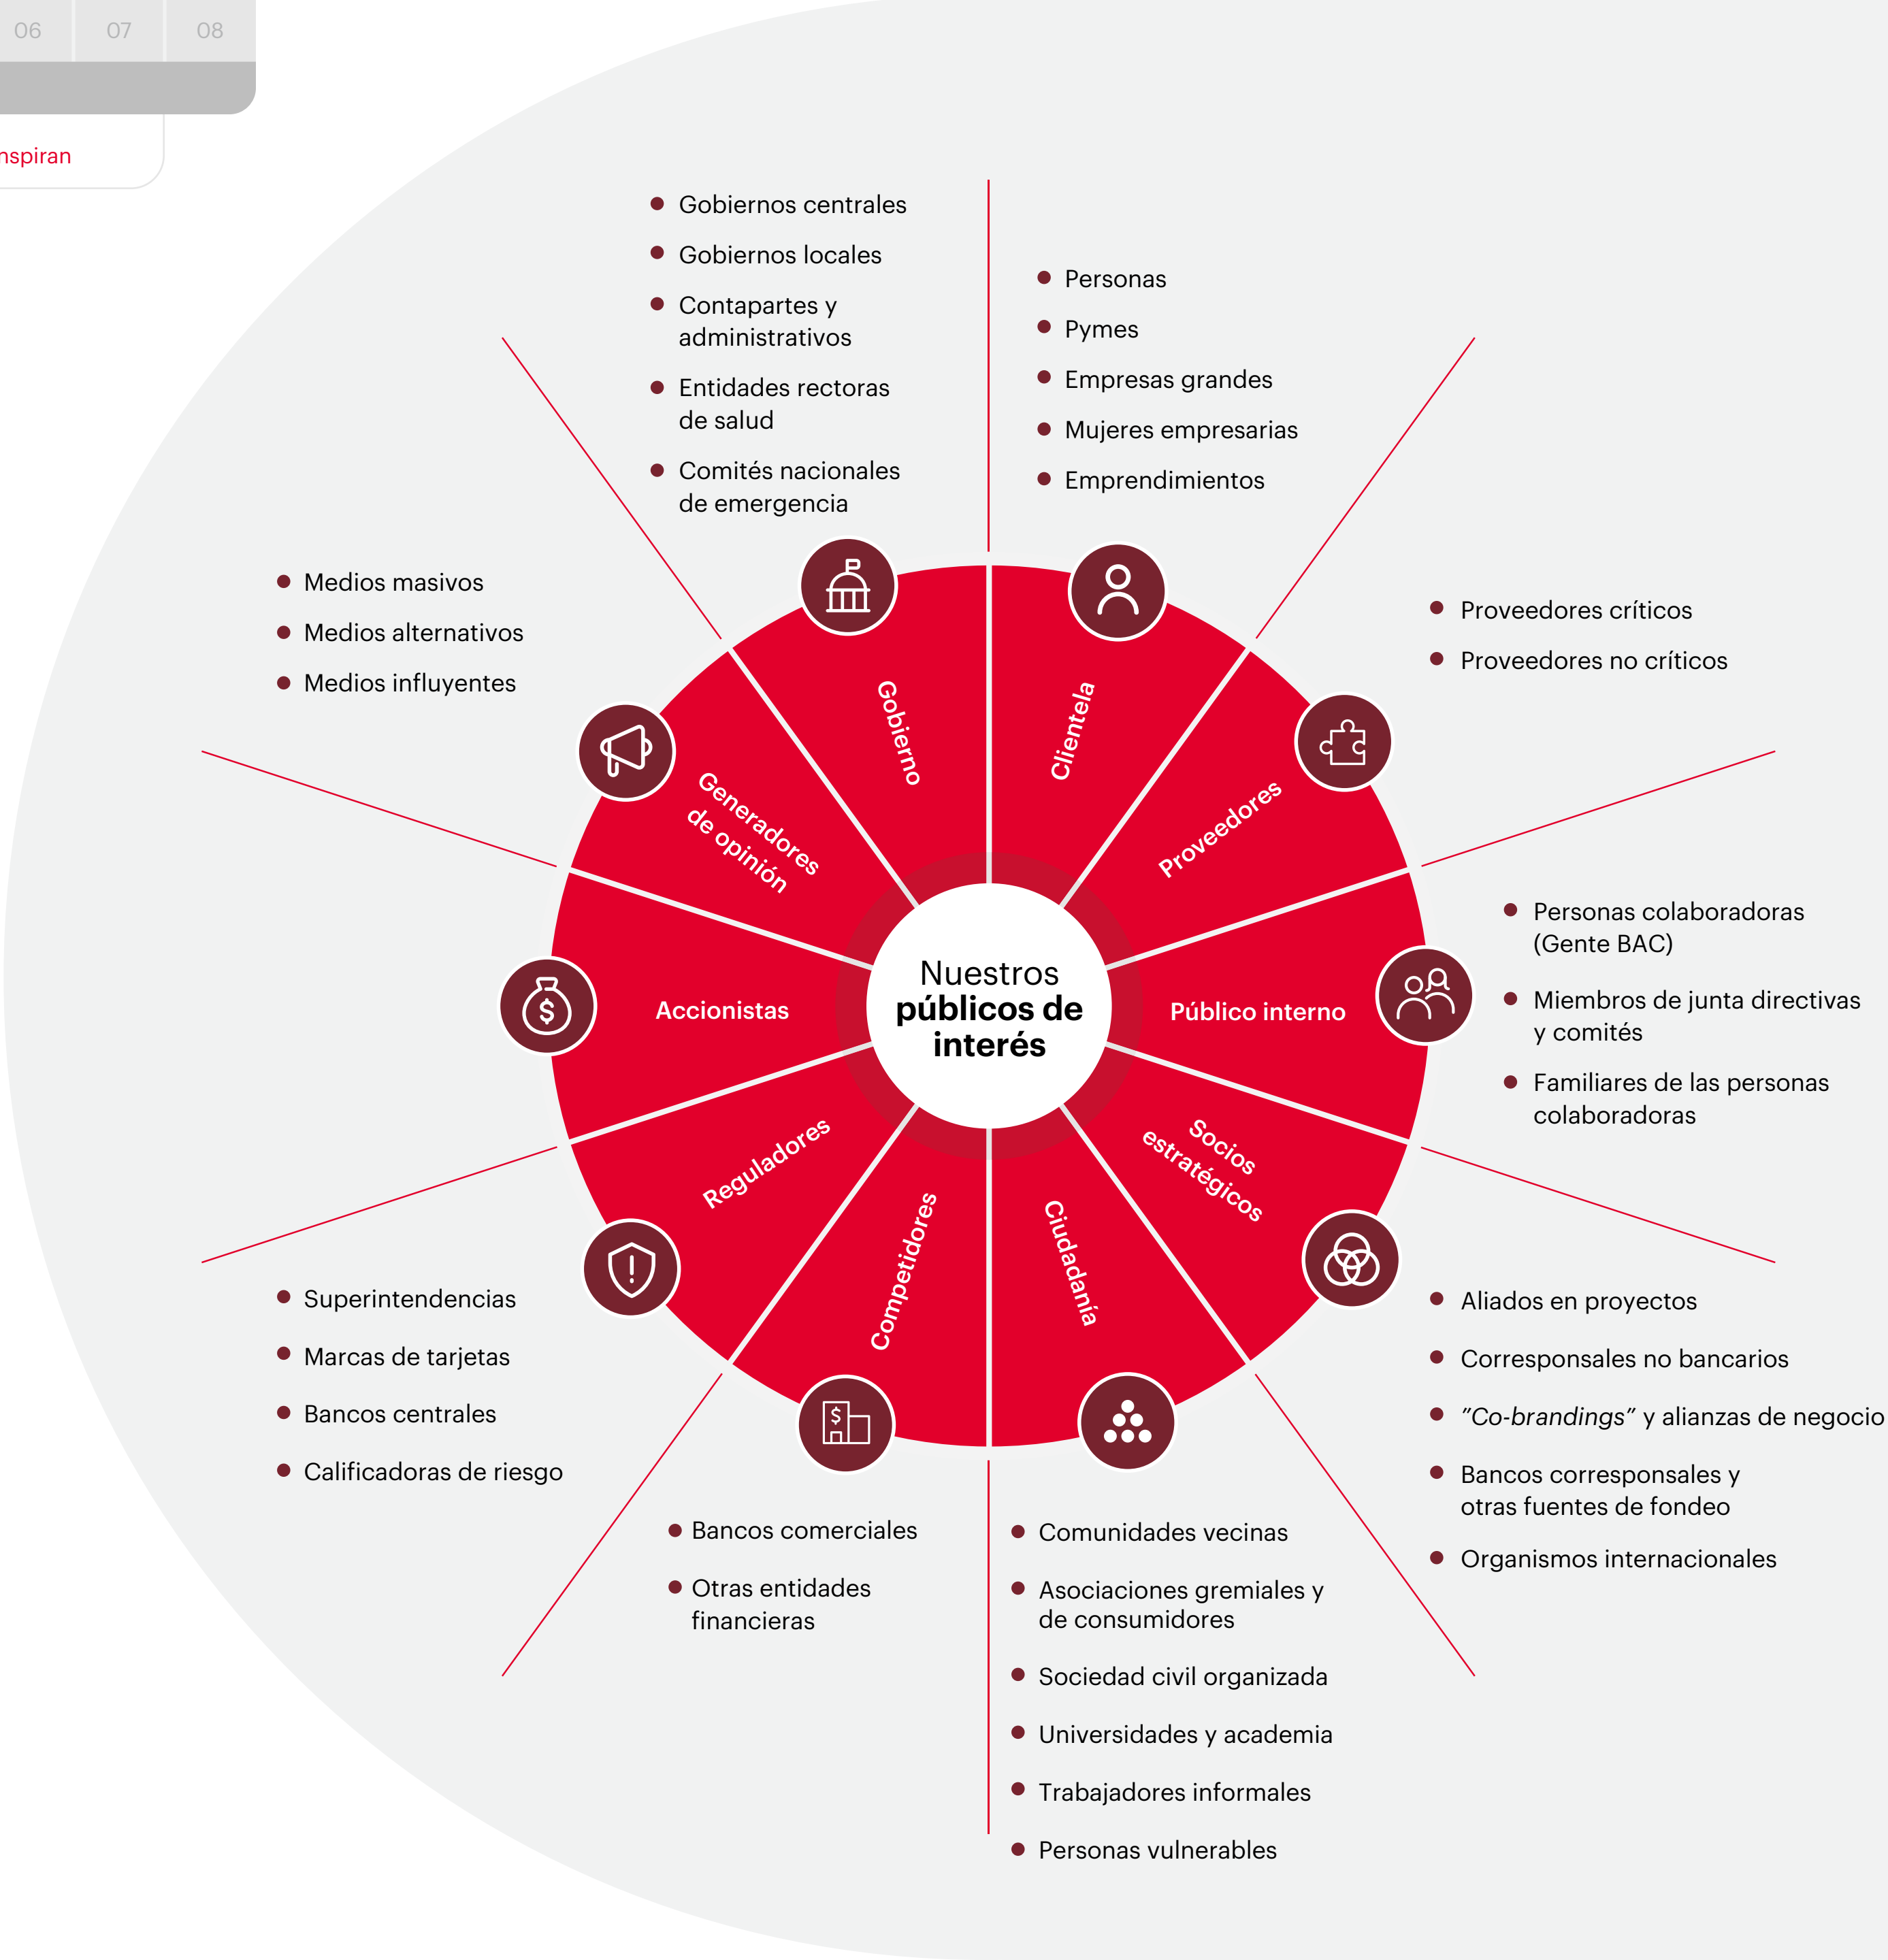 06
07
08
nspiran
Gobiernos centrales
Gobiernos locales
Contapartes y
administrativos
Entidades rectoras
de salud
Comités nacionales
de emergencia
Personas
Pymes
Empresas grandes
Mujeres empresarias
Emprendimientos
Medios masivos
Medios alternativos
Medios influyentes
Proveedores críticos
Proveedores no críticos
Gobierno
Clientela
Generadores
de opinión
Proveedores
Personas colaboradoras
(Gente BAC)
Miembros de junta directivas
y comités
Familiares de las personas
colaboradoras
Accionistas
Nuestros
públicos de
interés
Público interno
Reguladores
Competidores
Ciudadanía
Socios
estratégicos
Superintendencias
Marcas de tarjetas
Bancos centrales
Calificadoras de riesgo
Aliados en proyectos
Corresponsales no bancarios
”Co-brandings” y alianzas de negocio
Bancos corresponsales y
otras fuentes de fondeo
Organismos internacionales
Bancos comerciales
Otras entidades
financieras
Comunidades vecinas
Asociaciones gremiales y
de consumidores
Sociedad civil organizada
Universidades y academia
Trabajadores informales
Personas vulnerables